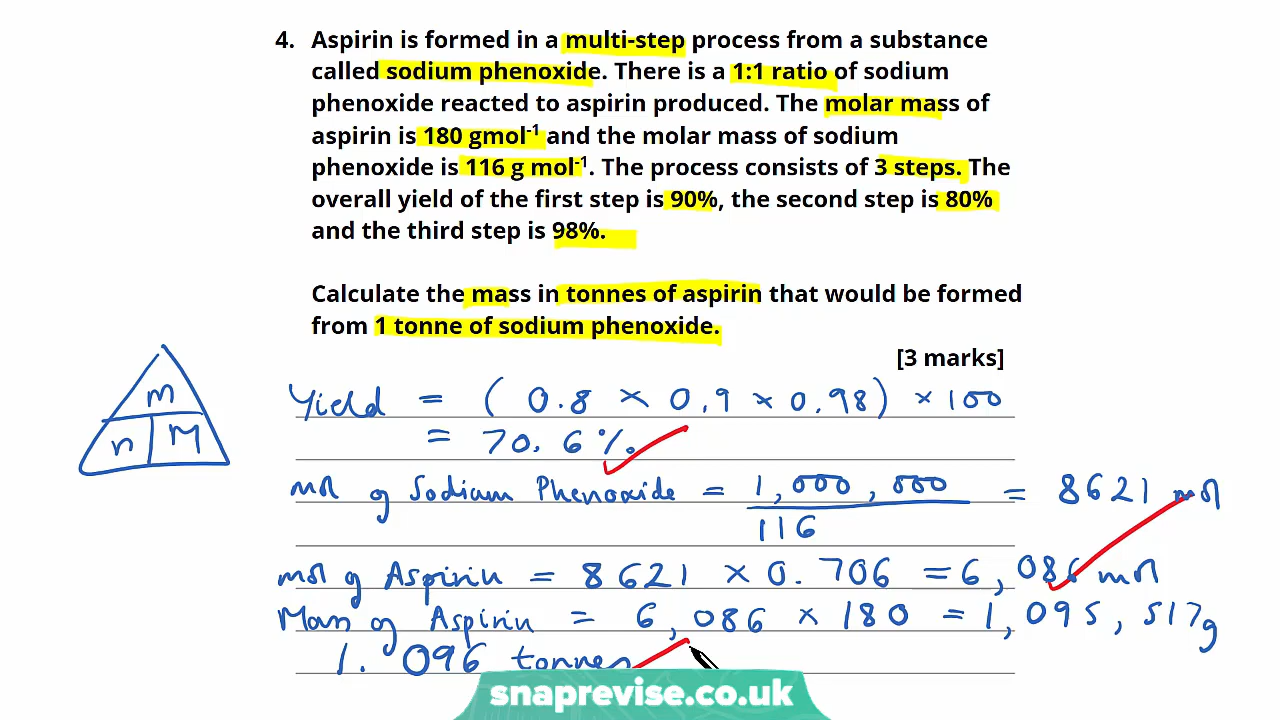 4. Aspirin is formed in a multi-step process from a substance
called sodium phenoxide. There is a 1:1 ratio of sodium
phenoxide reacted to aspirin produced. The molar mass of
aspirin is 180 gmol⁻¹ and the molar mass of sodium
phenoxide is 116 g mol⁻¹. The process consists of 3 steps. The
overall yield of the first step is 90%, the second step is 80%
and the third step is 98%.
Calculate the mass in tonnes of aspirin that would be formed
from 1 tonne of sodium phenoxide.
[3 marks]
m
n M
Yield = (0.8 × 0.9 × 0.98) × 100
= 70.6%
mol of Sodium Phenoxide = 1,000,000 = 8621 mol
116
mol of Aspirin = 8621 × 0.706 = 6,086 mol
Mass of Aspirin = 6,086 × 180 = 1,095,517g
1.096 tonnes
snaprevise.co.uk